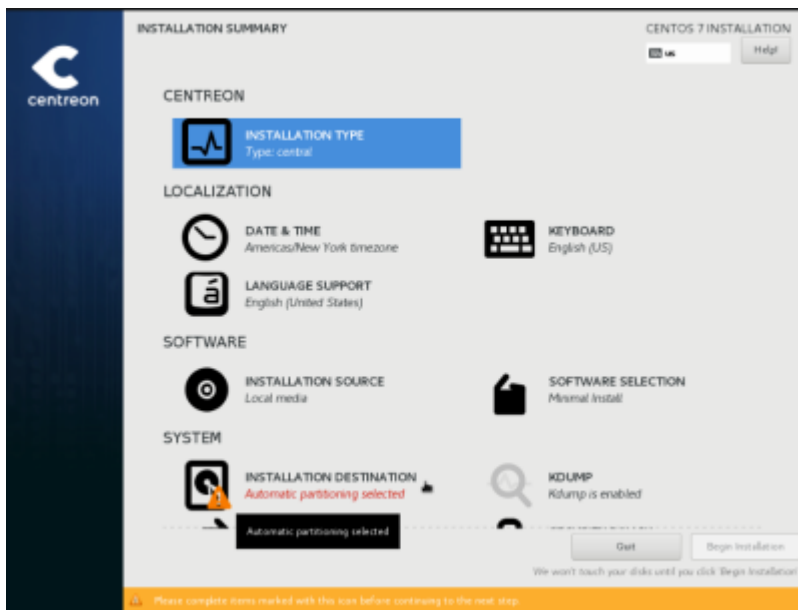 INSTALLATION SUMMARY
CENTOS 7 INSTALLATION
us
Help!
centreon
CENTREON
INSTALLATION TYPE
Type: central
LOCALIZATION
DATE & TIME
Americas/New York timezone
KEYBOARD
English (US)
LANGUAGE SUPPORT
English (United States)
SOFTWARE
INSTALLATION SOURCE
Local media
SOFTWARE SELECTION
Minimal Install
SYSTEM
INSTALLATION DESTINATION
Automatic partitioning selected
KDUMP
Kdump is enabled
Automatic partitioning selected
Quit
Begin Installation
We won't touch your disks until you click 'Begin Installation'
Please complete items marked with this icon before continuing to the next step.